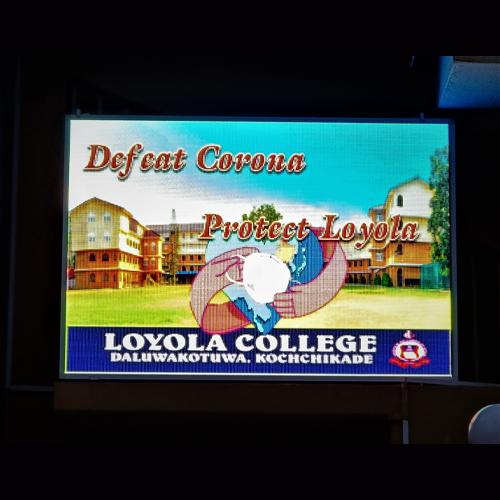 Defeat Corona
Protect Loyola
LOYOLA COLLEGE
DALUWAKOTUWA, KOCHCHIKADE